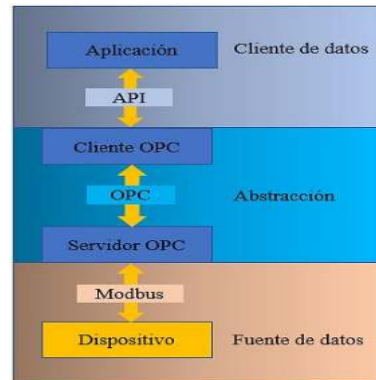 Aplicación
Cliente de datos
API
Cliente OPC
OPC
Abstracción
Servidor OPC
Modbus
Dispositivo
Fuente de datos